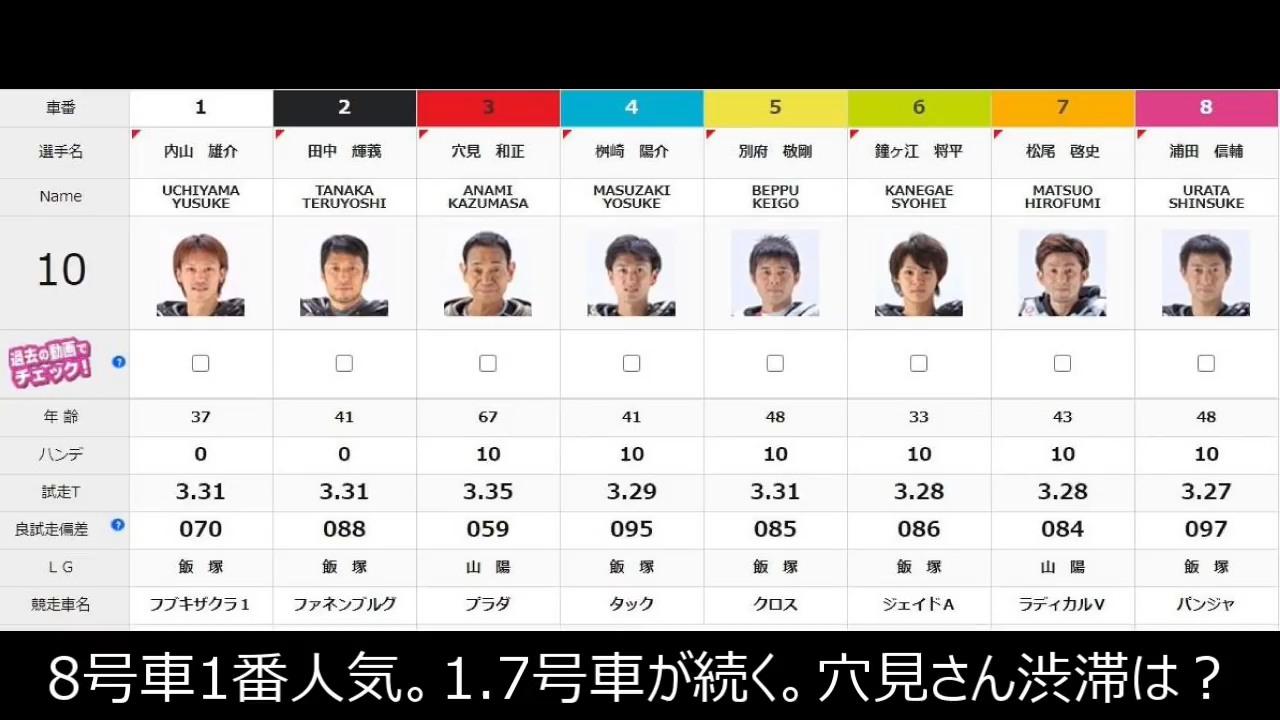 車番 1 2 3 4 5 6 7 8
選手名 内山 雄介 田中 輝義 穴見 和正 桝崎 陽介 別府 敬剛 鐘ヶ江 将平 松尾 啓史 浦田 信輔
Name UCHIYAMA YUSUKE TANAKA TERUYOSHI ANAMI KAZUMASA MASUZAKI YOSUKE BEPPU KEIGO KANEGAE SYOHEI MATSUO HIROFUMI URATA SHINSUKE
10
過去の動画で
チェック! ?
年 齢 37 41 67 41 48 33 43 48
ハンデ 0 0 10 10 10 10 10 10
試走T 3.31 3.31 3.35 3.29 3.31 3.28 3.28 3.27
良試走偏差 ? 070 088 059 095 085 086 084 097
L G 飯 塚 飯 塚 山 陽 飯 塚 飯 塚 飯 塚 山 陽 飯 塚
競走車名 フブキザクラ1 ファネンブルグ プラダ タック クロス ジェイドA ラディカルV パンジャ
8号車1番人気。1.7号車が続く。穴見さん渋滞は？